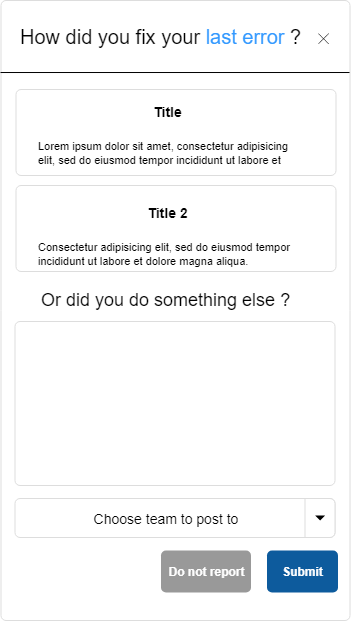 How did you fix your last error ?
Title
Lorem ipsum dolor sit amet, consectetur adipisicing
elit, sed do eiusmod tempor incididunt ut labore et
Title 2
Consectetur adipisicing elit, sed do eiusmod tempor
incididunt ut labore et dolore magna aliqua.
Or did you do something else ?
Choose team to post to
Do not report
Submit